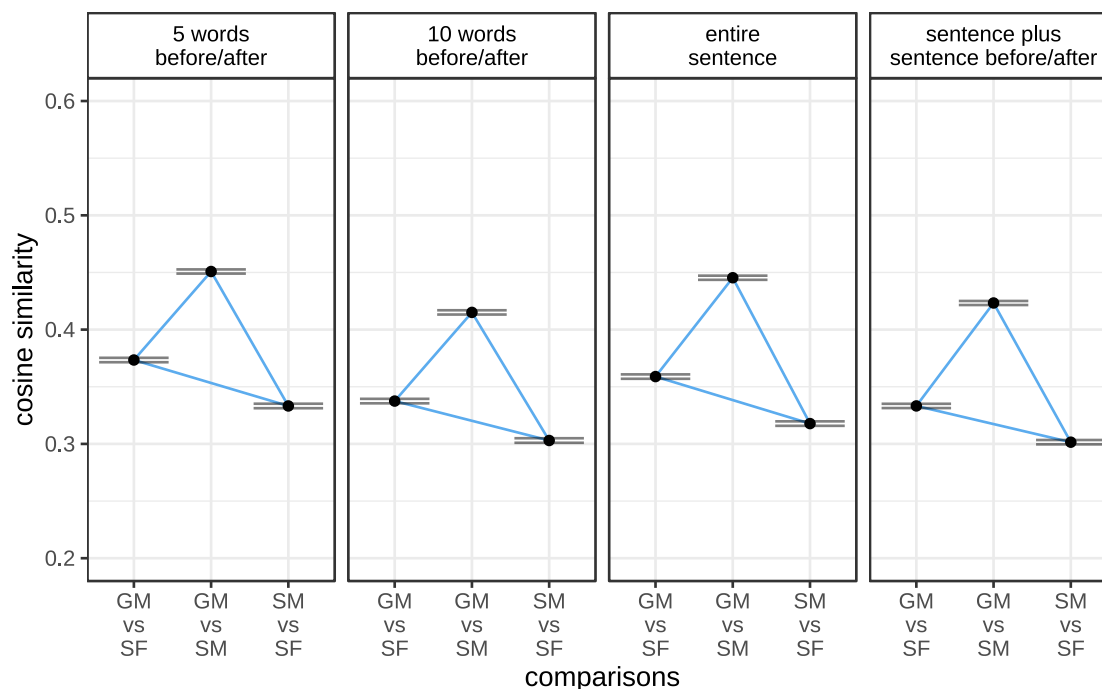 5 words
before/after
10 words
before/after
entire
sentence
sentence plus
sentence before/after
cosine similarity
0.6
0.5
0.4
0.3
0.2
GM
vs
SF
GM
vs
SM
SM
vs
SF
GM
vs
SF
GM
vs
SM
SM
vs
SF
GM
vs
SF
GM
vs
SM
SM
vs
SF
GM
vs
SF
GM
vs
SM
SM
vs
SF
comparisons